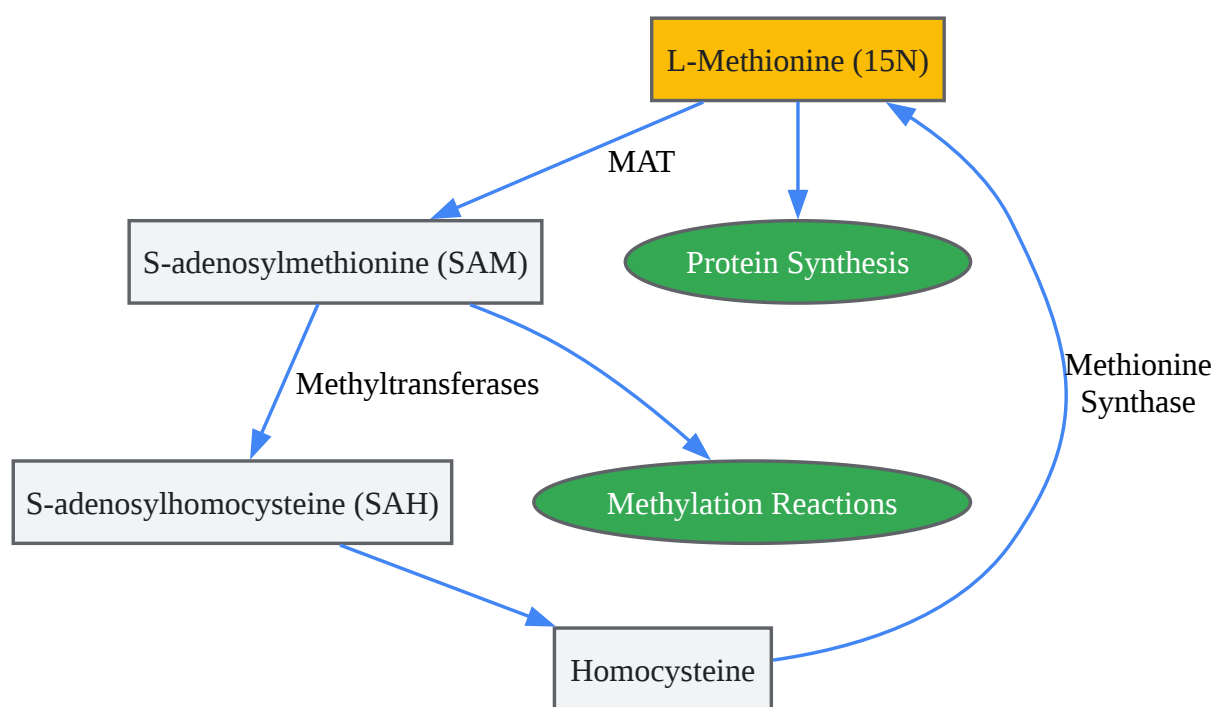 L-Methionine (15N)
MAT
S-adenosylmethionine (SAM)
Protein Synthesis
Methyltransferases
Methionine
Synthase
S-adenosylhomocysteine (SAH)
Methylation Reactions
Homocysteine